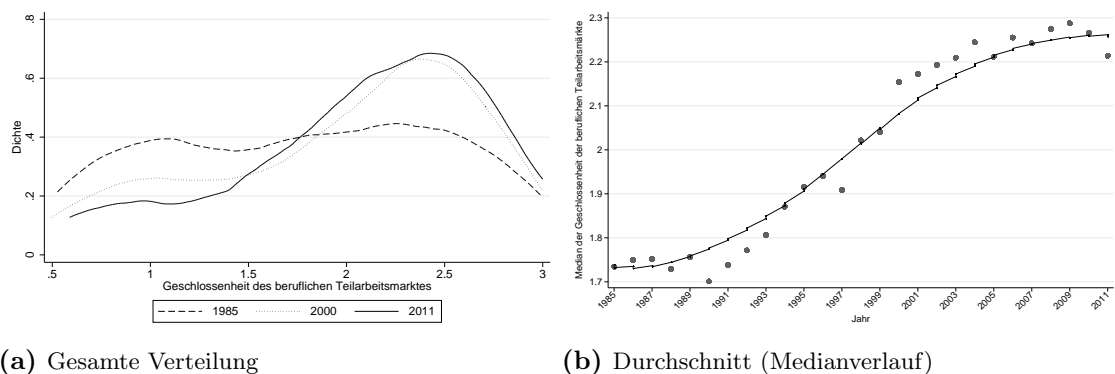 .8
.6
.4
.2
0
Dichte
.5 1 1.5 2 2.5 3
Geschlossenheit des beruflichen Teilarbeitsmarktes
1985 2000 2011
(a) Gesamte Verteilung
2.3
2.2
2.1
2
1.9
1.8
1.7
Median der Geschlossenheit der beruflichen Teilarbeitsmärkte
1985 1987 1989 1991 1993 1995 1997 1999 2001 2003 2005 2007 2009 2011
Jahr
(b) Durchschnitt (Medianverlauf)